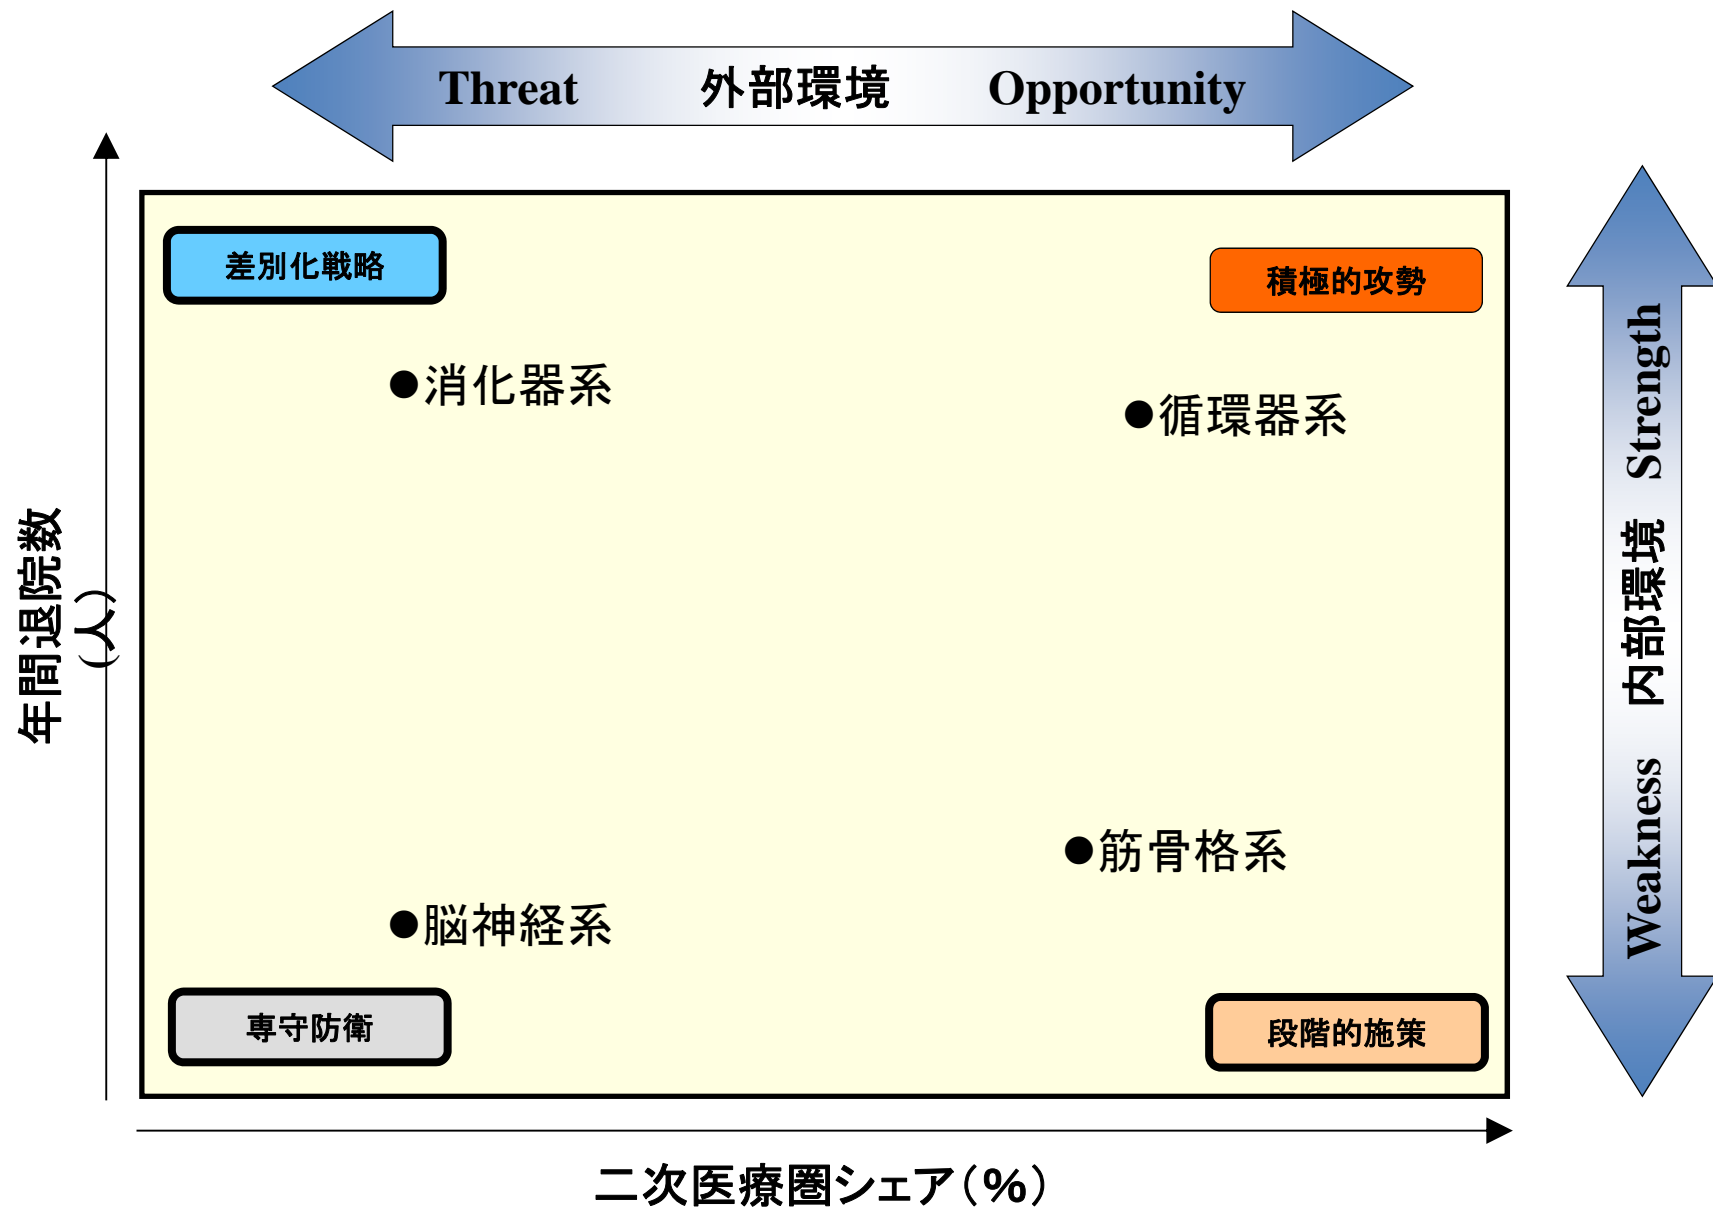 Threat 外部環境 Opportunity
差別化戦略
積極的攻勢
●消化器系
●循環器系
Strength
内部環境
Weakness
年間退院数
(人)
●筋骨格系
●脳神経系
専守防衛
段階的施策
二次医療圏シェア(%)